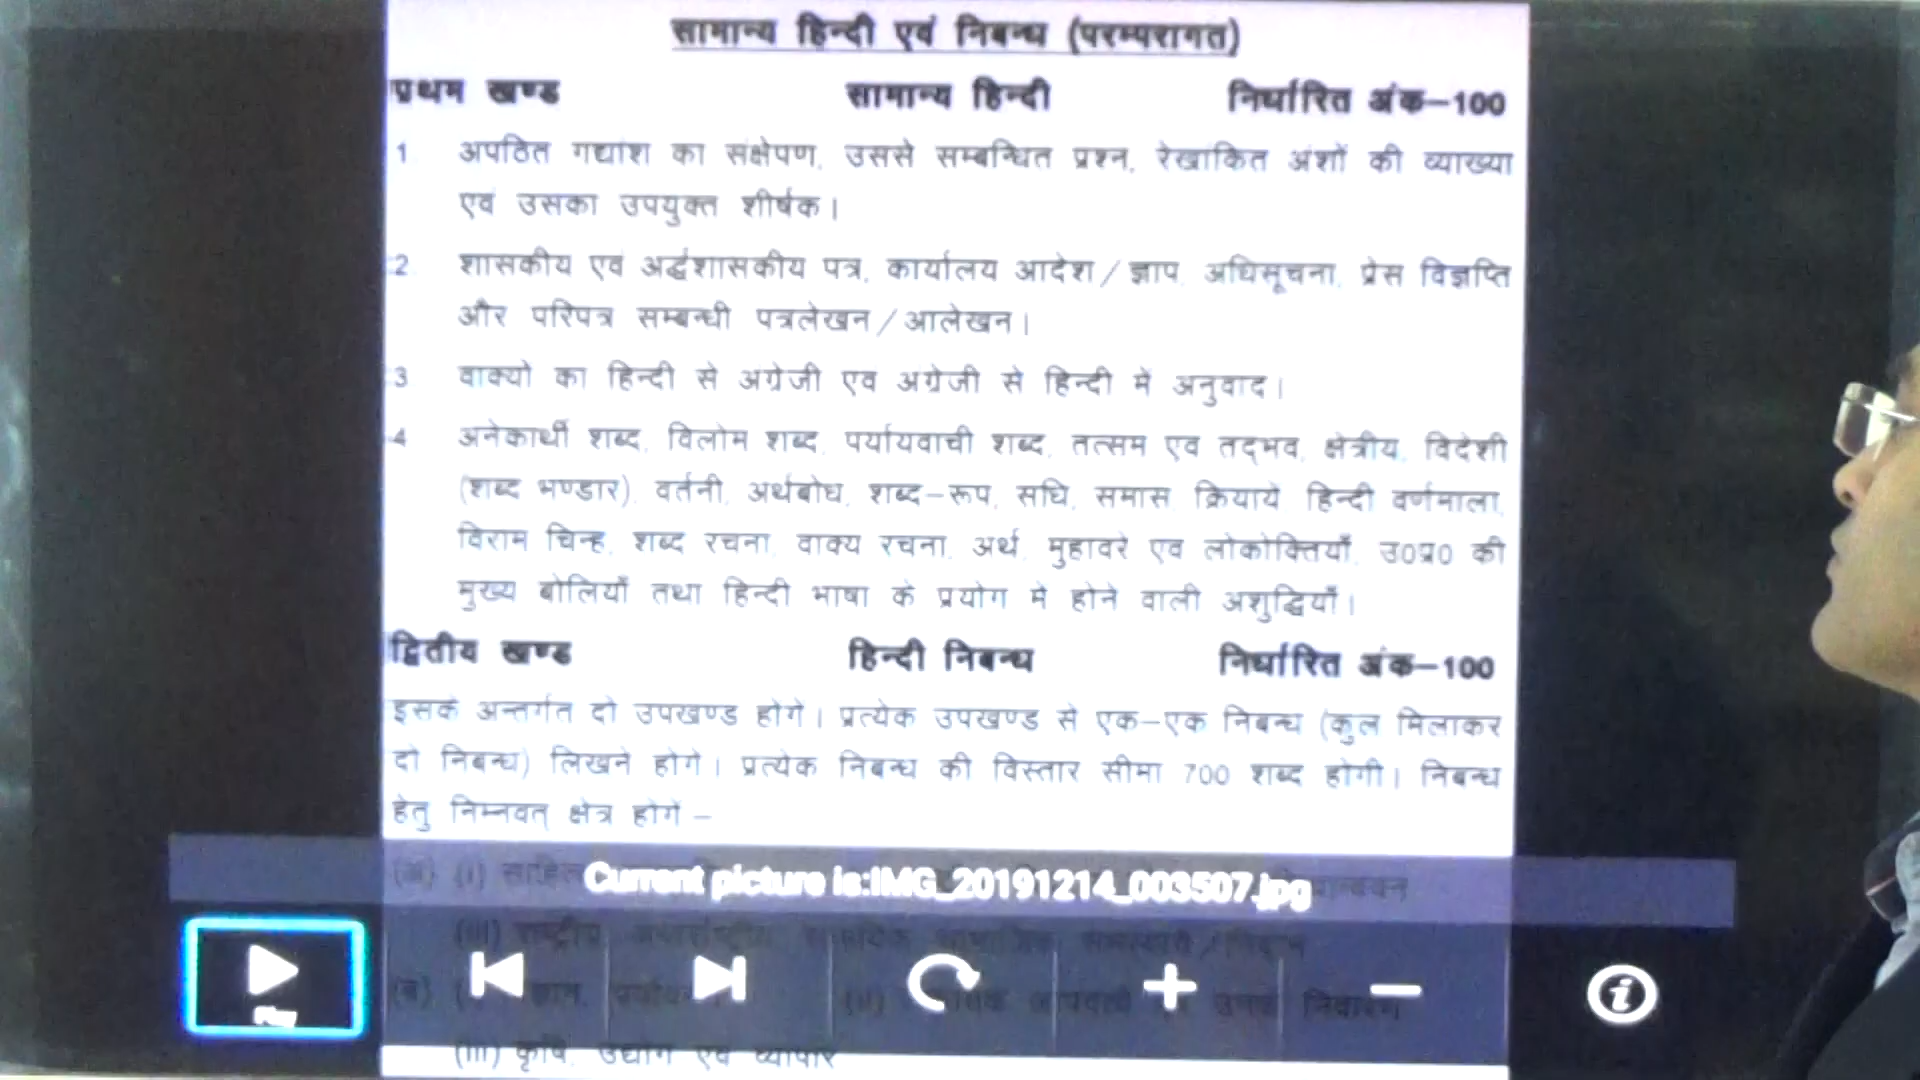 सामान्य हिन्दी एवं निबन्ध (परम्परागत)
प्रथम खण्ड सामान्य हिन्दी निर्धारित अंक–100
1. अपठित गद्यांश का संक्षेपण, उससे सम्बन्धित प्रश्न, रेखांकित अंशों की व्याख्या
एवं उसका उपयुक्त शीर्षक।
2. शासकीय एवं अर्द्धशासकीय पत्र, कार्यालय आदेश/ज्ञाप, अधिसूचना, प्रेस विज्ञप्ति
और परिपत्र सम्बन्धी पत्रलेखन/आलेखन।
3 वाक्यों का हिन्दी से अंग्रेजी एवं अंग्रेजी से हिन्दी में अनुवाद।
4 अनेकार्थी शब्द, विलोम शब्द, पर्यायवाची शब्द, तत्सम एवं तद्भव, क्षेत्रीय, विदेशी
(शब्द भण्डार), वर्तनी, अर्थबोध, शब्द–रूप, संधि, समास क्रियायें हिन्दी वर्णमाला,
विराम चिन्ह, शब्द रचना, वाक्य रचना, अर्थ, मुहावरे एवं लोकोक्तियाँ, उ0प्र0 की
मुख्य बोलियाँ तथा हिन्दी भाषा के प्रयोग में होने वाली अशुद्धियाँ।
द्वितीय खण्ड हिन्दी निबन्ध निर्धारित अंक–100
इसके अन्तर्गत दो उपखण्ड होंगे। प्रत्येक उपखण्ड से एक–एक निबन्ध (कुल मिलाकर
दो निबन्ध) लिखने होंगे। प्रत्येक निबन्ध की विस्तार सीमा 700 शब्द होगी। निबन्ध
हेतु निम्नवत् क्षेत्र होंगे –
(i)
Current picture is:IMG_20191214_003507.jpg
(iii) राष्ट्रीय
(ii) निवारण
Play
(iii) कृषि, उद्योग एवं व्यापार